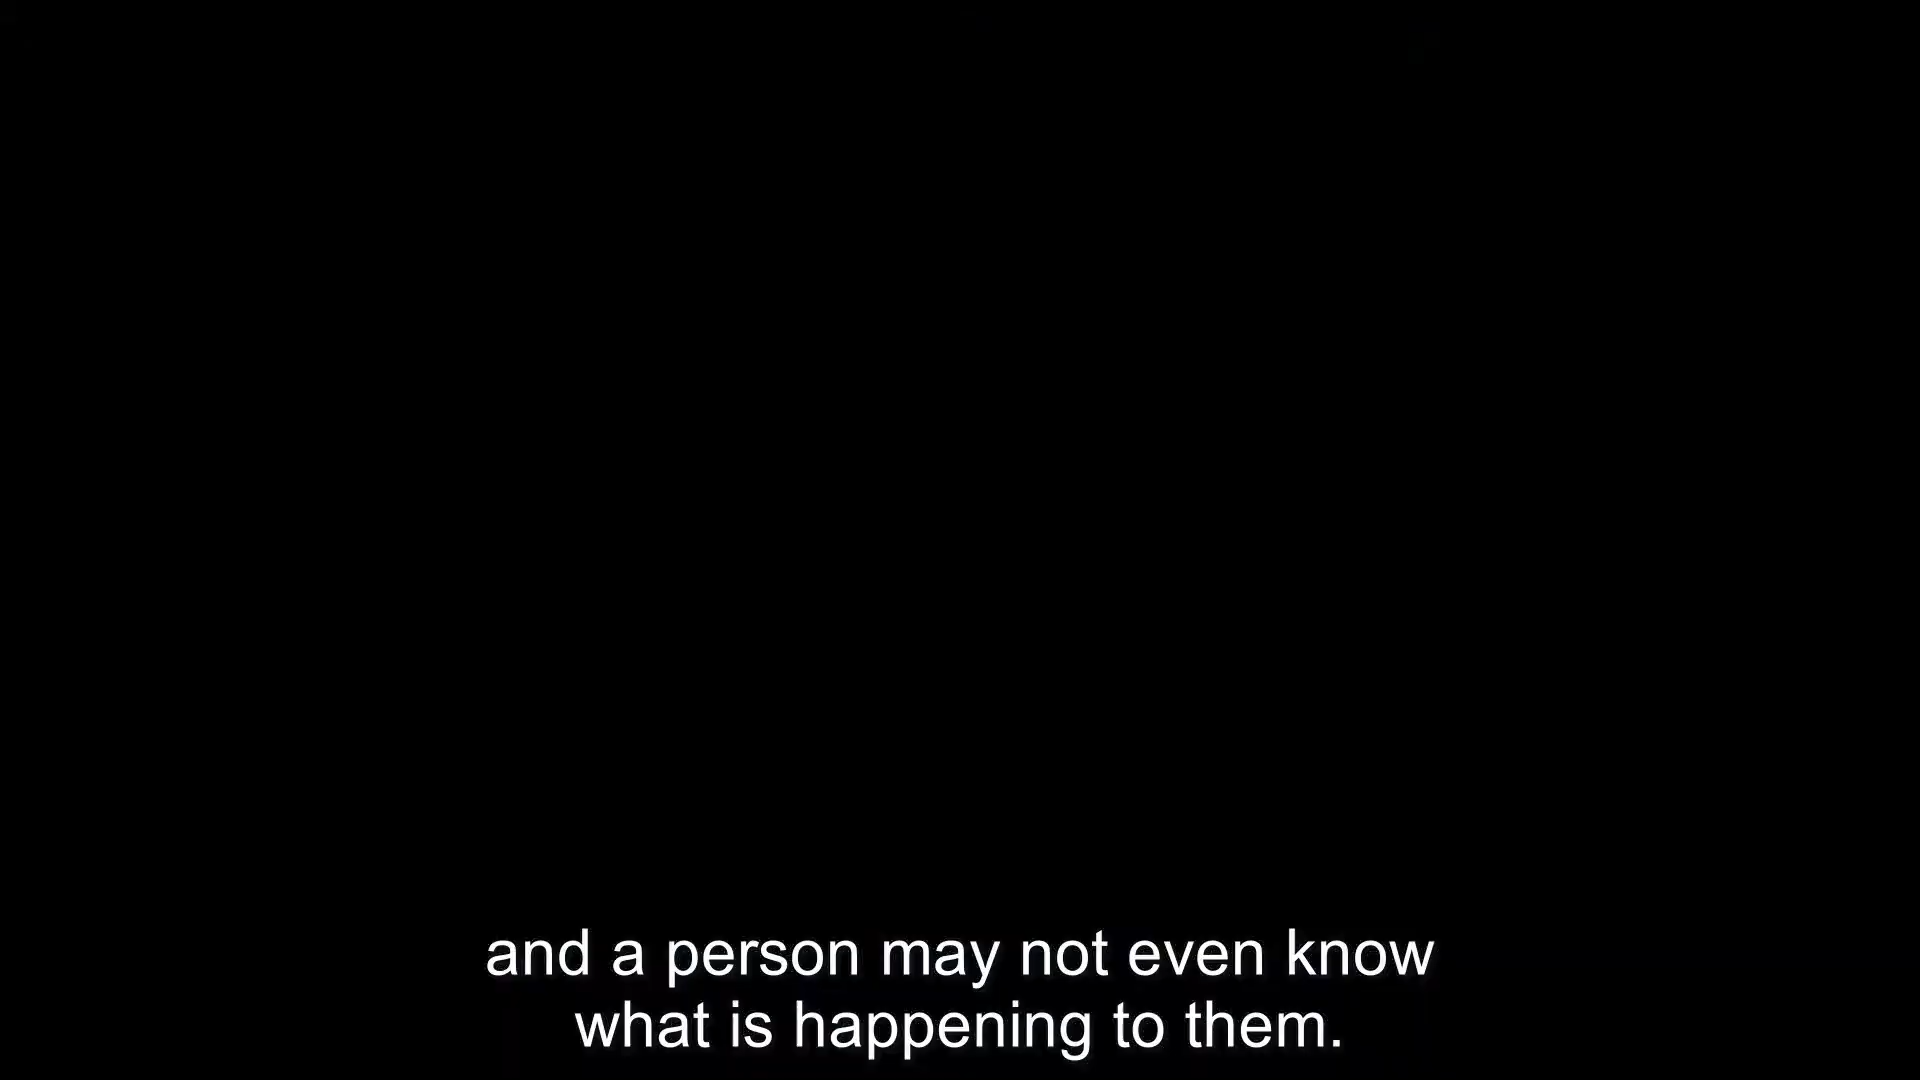 and a person may not even know
what is happening to them.